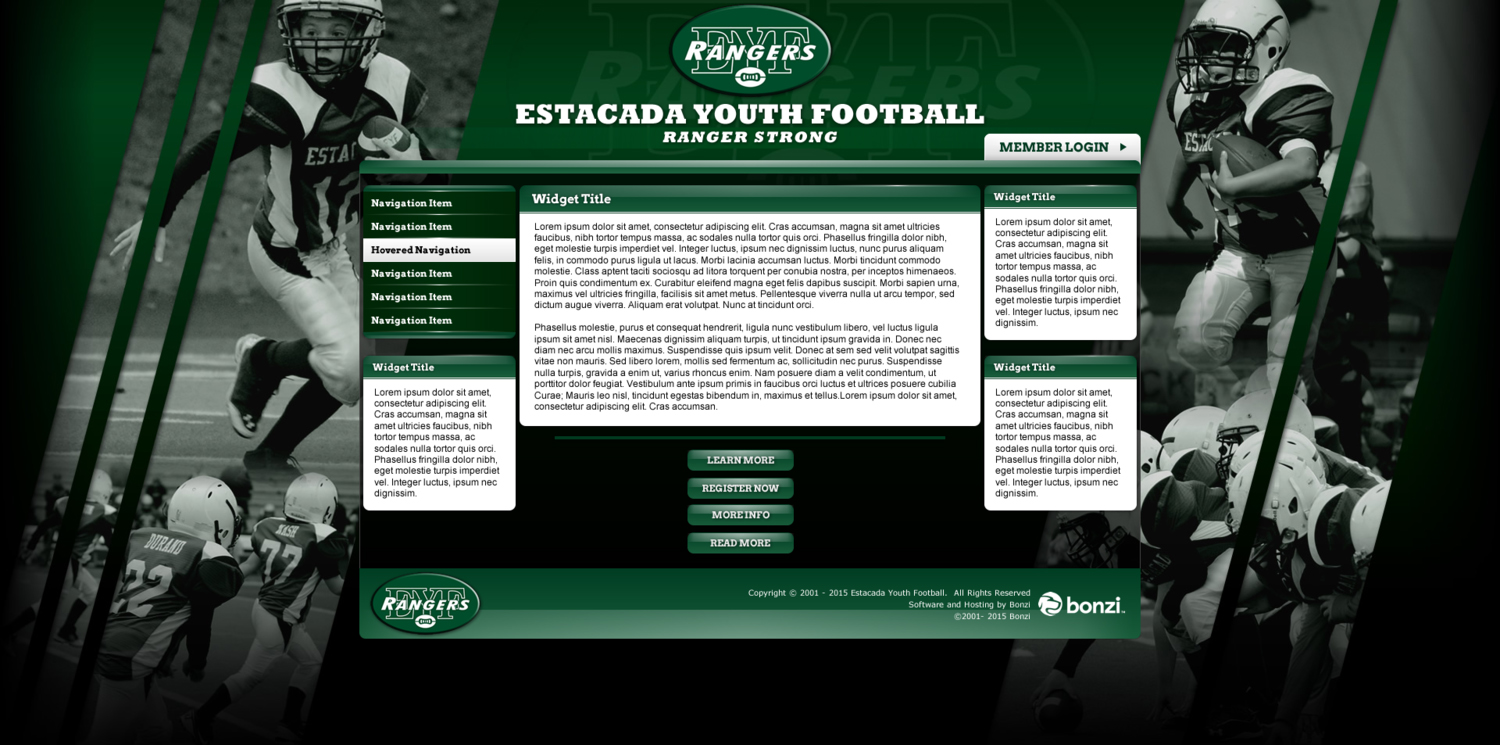 EYF
RANGERS
ESTACADA YOUTH FOOTBALL
RANGER STRONG
MEMBER LOGIN
ESTA
12
ESTAC
Navigation Item
Navigation Item
Hovered Navigation
Navigation Item
Navigation Item
Navigation Item
Widget Title
Lorem ipsum dolor sit amet,
consectetur adipiscing elit.
Cras accumsan, magna sit
amet ultricies faucibus, nibh
tortor tempus massa, ac
sodales nulla tortor quis orci.
Phasellus fringilla dolor nibh,
eget molestie turpis imperdiet
vel. Integer luctus, ipsum nec
dignissim.
Widget Title
Lorem ipsum dolor sit amet, consectetur adipiscing elit. Cras accumsan, magna sit amet ultricies
faucibus, nibh tortor tempus massa, ac sodales nulla tortor quis orci. Phasellus fringilla dolor nibh,
eget molestie turpis imperdiet vel. Integer luctus, ipsum nec dignissim luctus, nunc purus aliquam
felis, in commodo purus ligula ut lacus. Morbi lacinia accumsan luctus. Morbi tincidunt commodo
molestie. Class aptent taciti sociosqu ad litora torquent per conubia nostra, per inceptos himenaeos.
Proin quis condimentum ex. Curabitur eleifend magna eget felis dapibus suscipit. Morbi sapien urna,
maximus vel ultricies fringilla, facilisis sit amet metus. Pellentesque viverra nulla ut arcu tempor, sed
dictum augue viverra. Aliquam erat volutpat. Nunc at tincidunt orci.
Phasellus molestie, purus et consequat hendrerit, ligula nunc vestibulum libero, vel luctus ligula
ipsum sit amet nisl. Maecenas dignissim aliquam turpis, ut tincidunt ipsum gravida in. Donec nec
diam nec arcu mollis maximus. Suspendisse quis ipsum velit. Donec at sem sed velit volutpat sagittis
vitae non mauris. Sed libero lorem, mollis sed fermentum ac, sollicitudin nec purus. Suspendisse
nulla turpis, gravida a enim ut, varius rhoncus enim. Nam posuere diam a velit condimentum, ut
porttitor dolor feugiat. Vestibulum ante ipsum primis in faucibus orci luctus et ultrices posuere cubilia
Curae; Mauris leo nisl, tincidunt egestas bibendum in, maximus et tellus.Lorem ipsum dolor sit amet,
consectetur adipiscing elit. Cras accumsan.
LEARN MORE
REGISTER NOW
MORE INFO
READ MORE
Widget Title
Lorem ipsum dolor sit amet,
consectetur adipiscing elit.
Cras accumsan, magna sit
amet ultricies faucibus, nibh
tortor tempus massa, ac
sodales nulla tortor quis orci.
Phasellus fringilla dolor nibh,
eget molestie turpis imperdiet
vel. Integer luctus, ipsum nec
dignissim.
Widget Title
Lorem ipsum dolor sit amet,
consectetur adipiscing elit.
Cras accumsan, magna sit
amet ultricies faucibus, nibh
tortor tempus massa, ac
sodales nulla tortor quis orci.
Phasellus fringilla dolor nibh,
eget molestie turpis imperdiet
vel. Integer luctus, ipsum nec
dignissim.
DURAND
22
NASH
77
EYF
RANGERS
Copyright © 2001 - 2015 Estacada Youth Football. All Rights Reserved
Software and Hosting by Bonzi
©2001- 2015 Bonzi
bonzi™